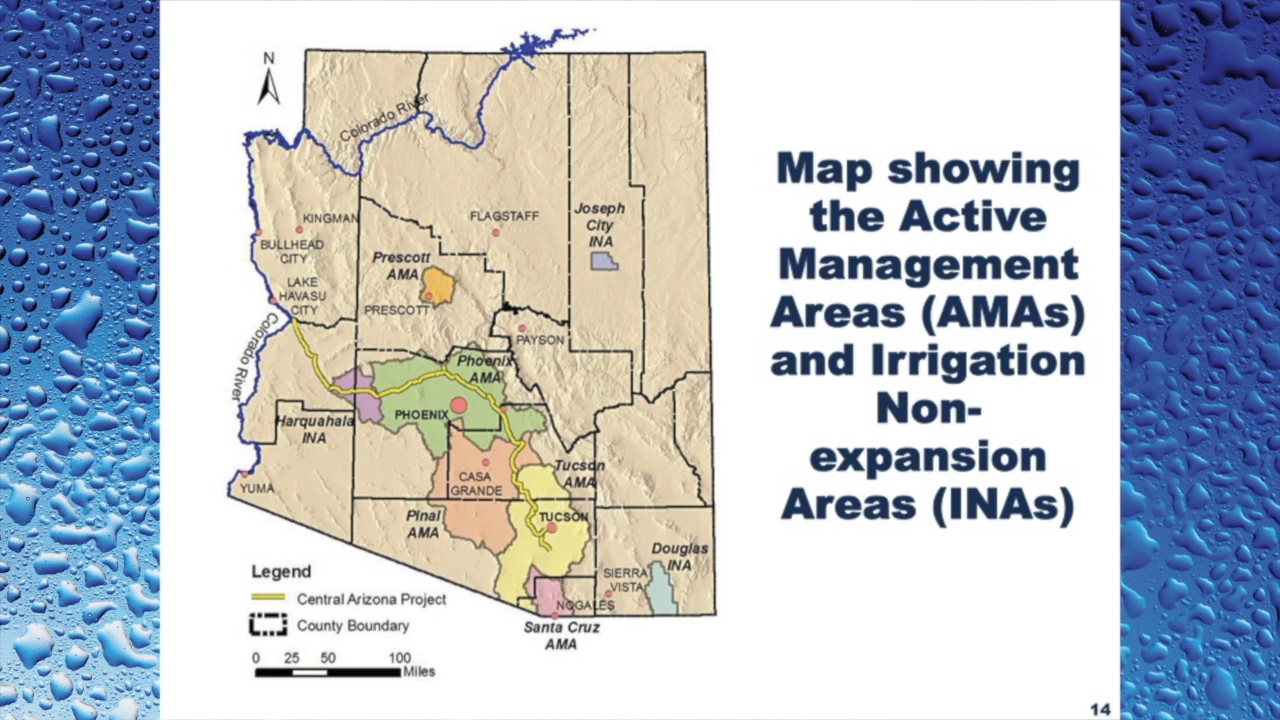 N
Colorado River
KINGMAN
BULLHEAD
CITY
LAKE
HAVASU
CITY
FLAGSTAFF
Joseph
City
INA
Prescott
AMA
PRESCOTT
PAYSON
Colorado River
Phoenix
AMA
PHOENIX
Harquahala
INA
YUMA
CASA
GRANDE
Tucson
AMA
TUCSON
Pinal
AMA
Douglas
INA
SIERRA
VISTA
NOGALES
Santa Cruz
AMA
Legend
Central Arizona Project
County Boundary
0 25 50 100
Miles
Map showing
the Active
Management
Areas (AMAs)
and Irrigation
Non-
expansion
Areas (INAs)
14